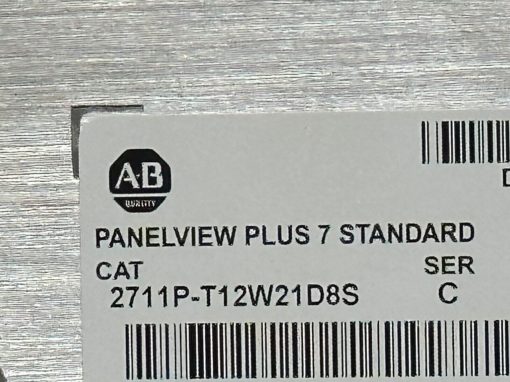 AB
QUALITY
PANELVIEW PLUS 7 STANDARD
CAT SER
2711P-T12W21D8S C